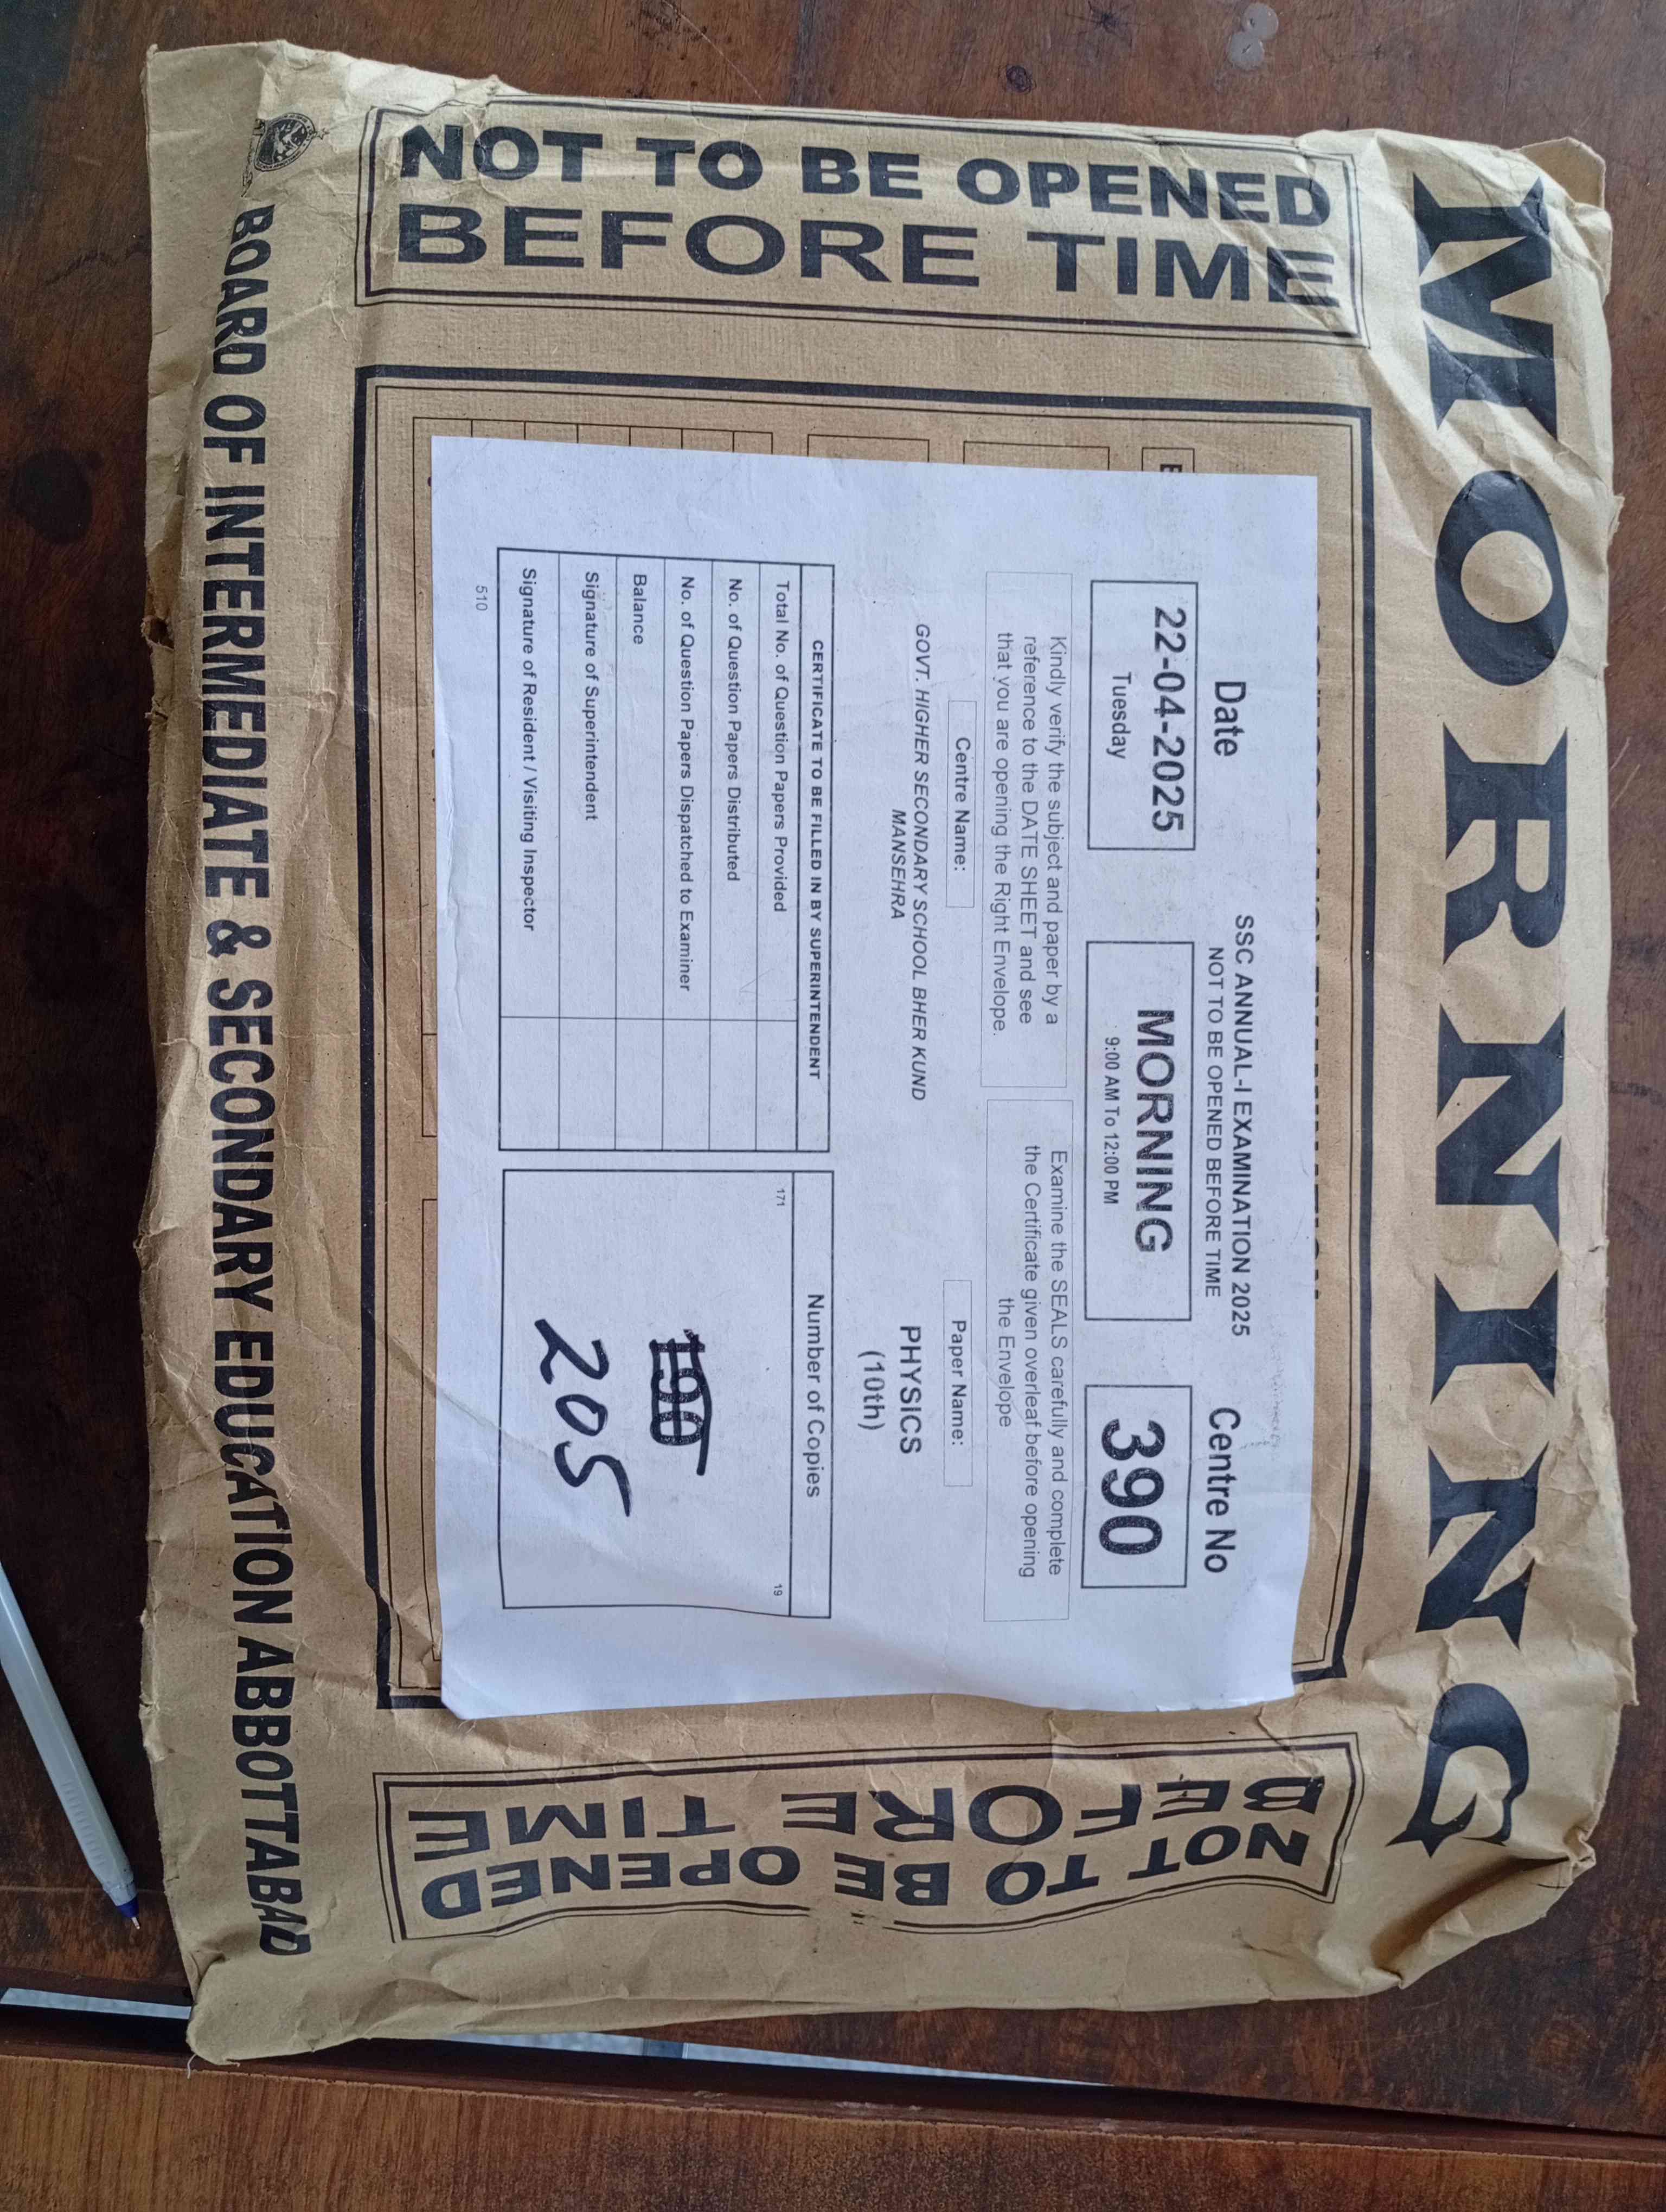 MORNING
NOT TO BE OPENED
BEFORE TIME
SSC ANNUAL-I EXAMINATION 2025
NOT TO BE OPENED BEFORE TIME
Date
22-04-2025
Tuesday
MORNING
9:00 AM To 12:00 PM
Centre No
390
Kindly verify the subject and paper by a
reference to the DATE SHEET and see
that you are opening the Right Envelope.
Examine the SEALS carefully and complete
the Certificate given overleaf before opening
the Envelope
Centre Name:
GOVT. HIGHER SECONDARY SCHOOL BHER KUND
MANSEHRA
Paper Name:
PHYSICS
(10th)
CERTIFICATE TO BE FILLED IN BY SUPERINTENDENT
Total No. of Question Papers Provided
No. of Question Papers Distributed
No. of Question Papers Dispatched to Examiner
Balance
Signature of Superintendent
Signature of Resident / Visiting Inspector
510
Number of Copies
171
19
205
NOT TO BE OPENED
BEFORE TIME
BOARD OF INTERMEDIATE & SECONDARY EDUCATION ABBOTTABAD